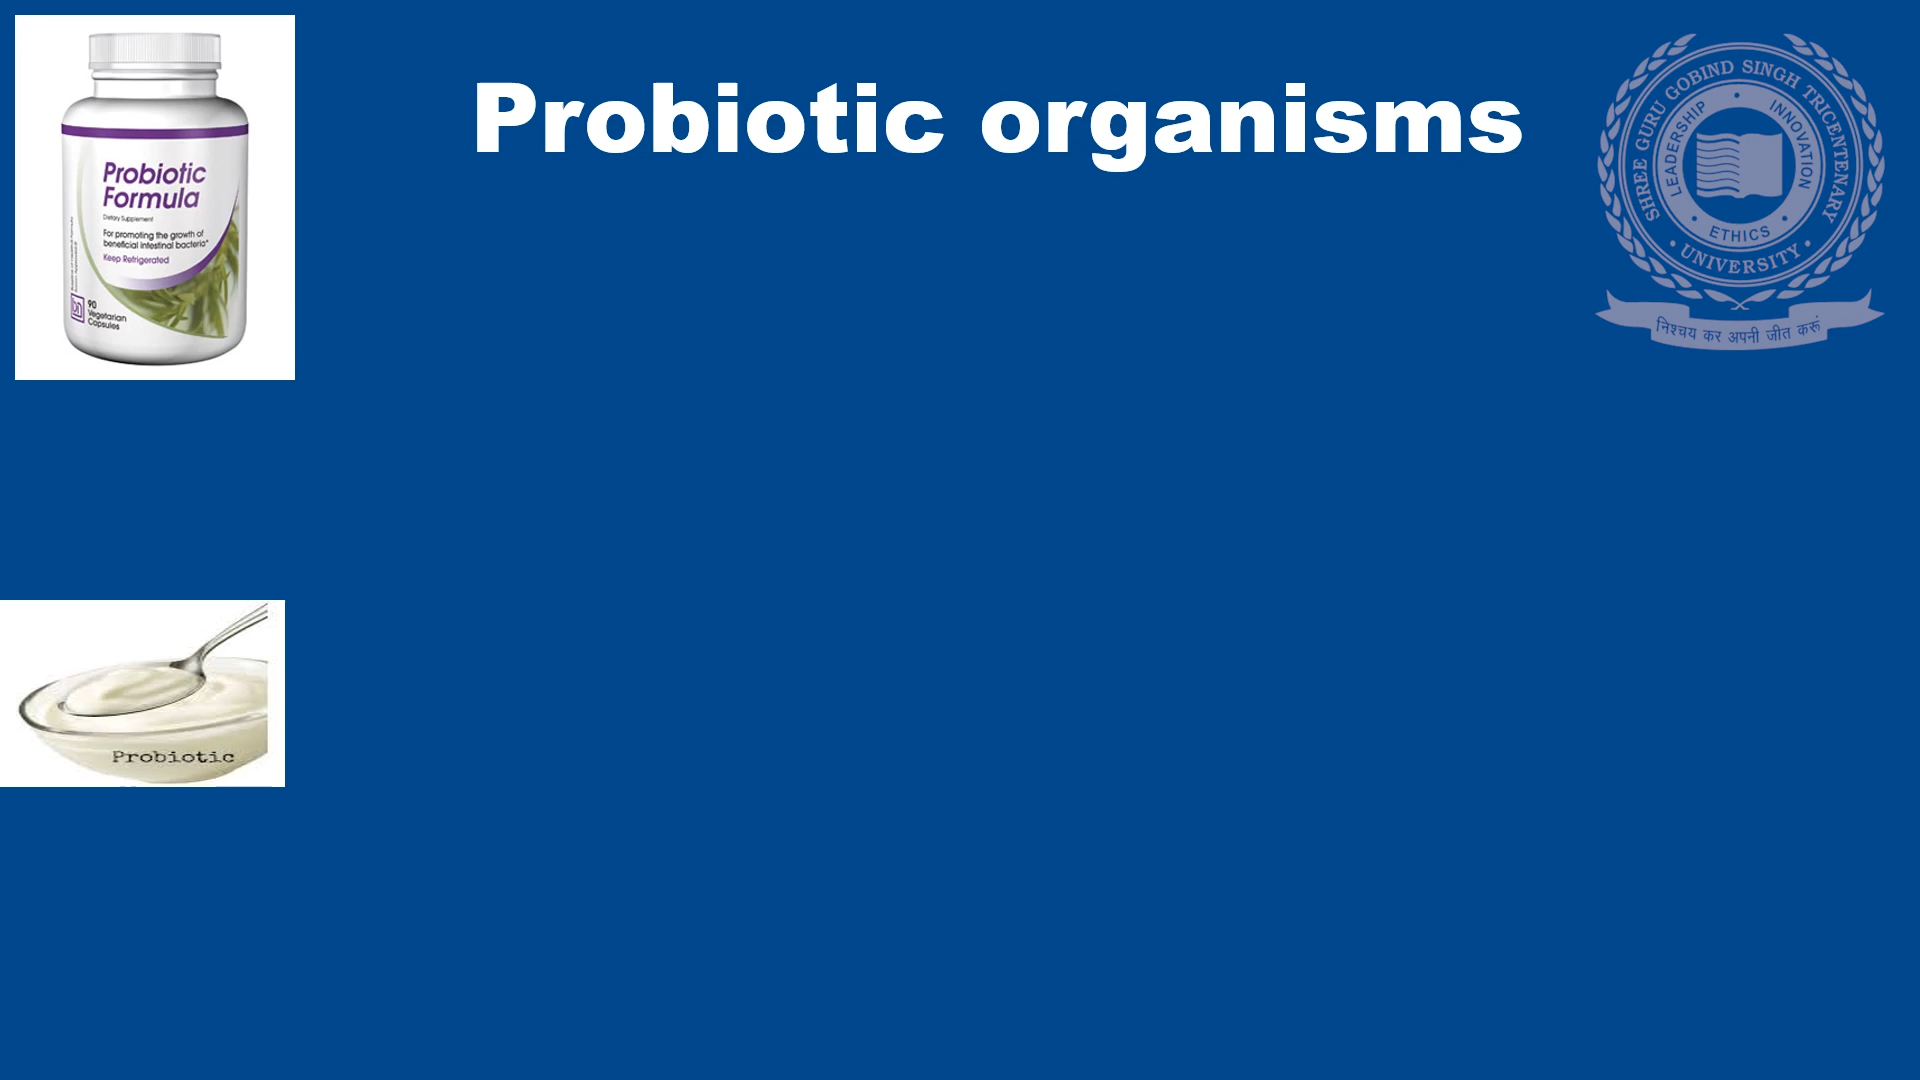 Probiotic organisms
Probiotic
Formula
Dietary Supplement
For promoting the growth of
beneficial intestinal bacteria*
Keep Refrigerated
90
Vegetarian
Capsules
SHREE GURU GOBIND SINGH TRICENTENARY
• UNIVERSITY •
LEADERSHIP • INNOVATION
• ETHICS •
निश्चय कर अपनी जीत करूं
Probiotic